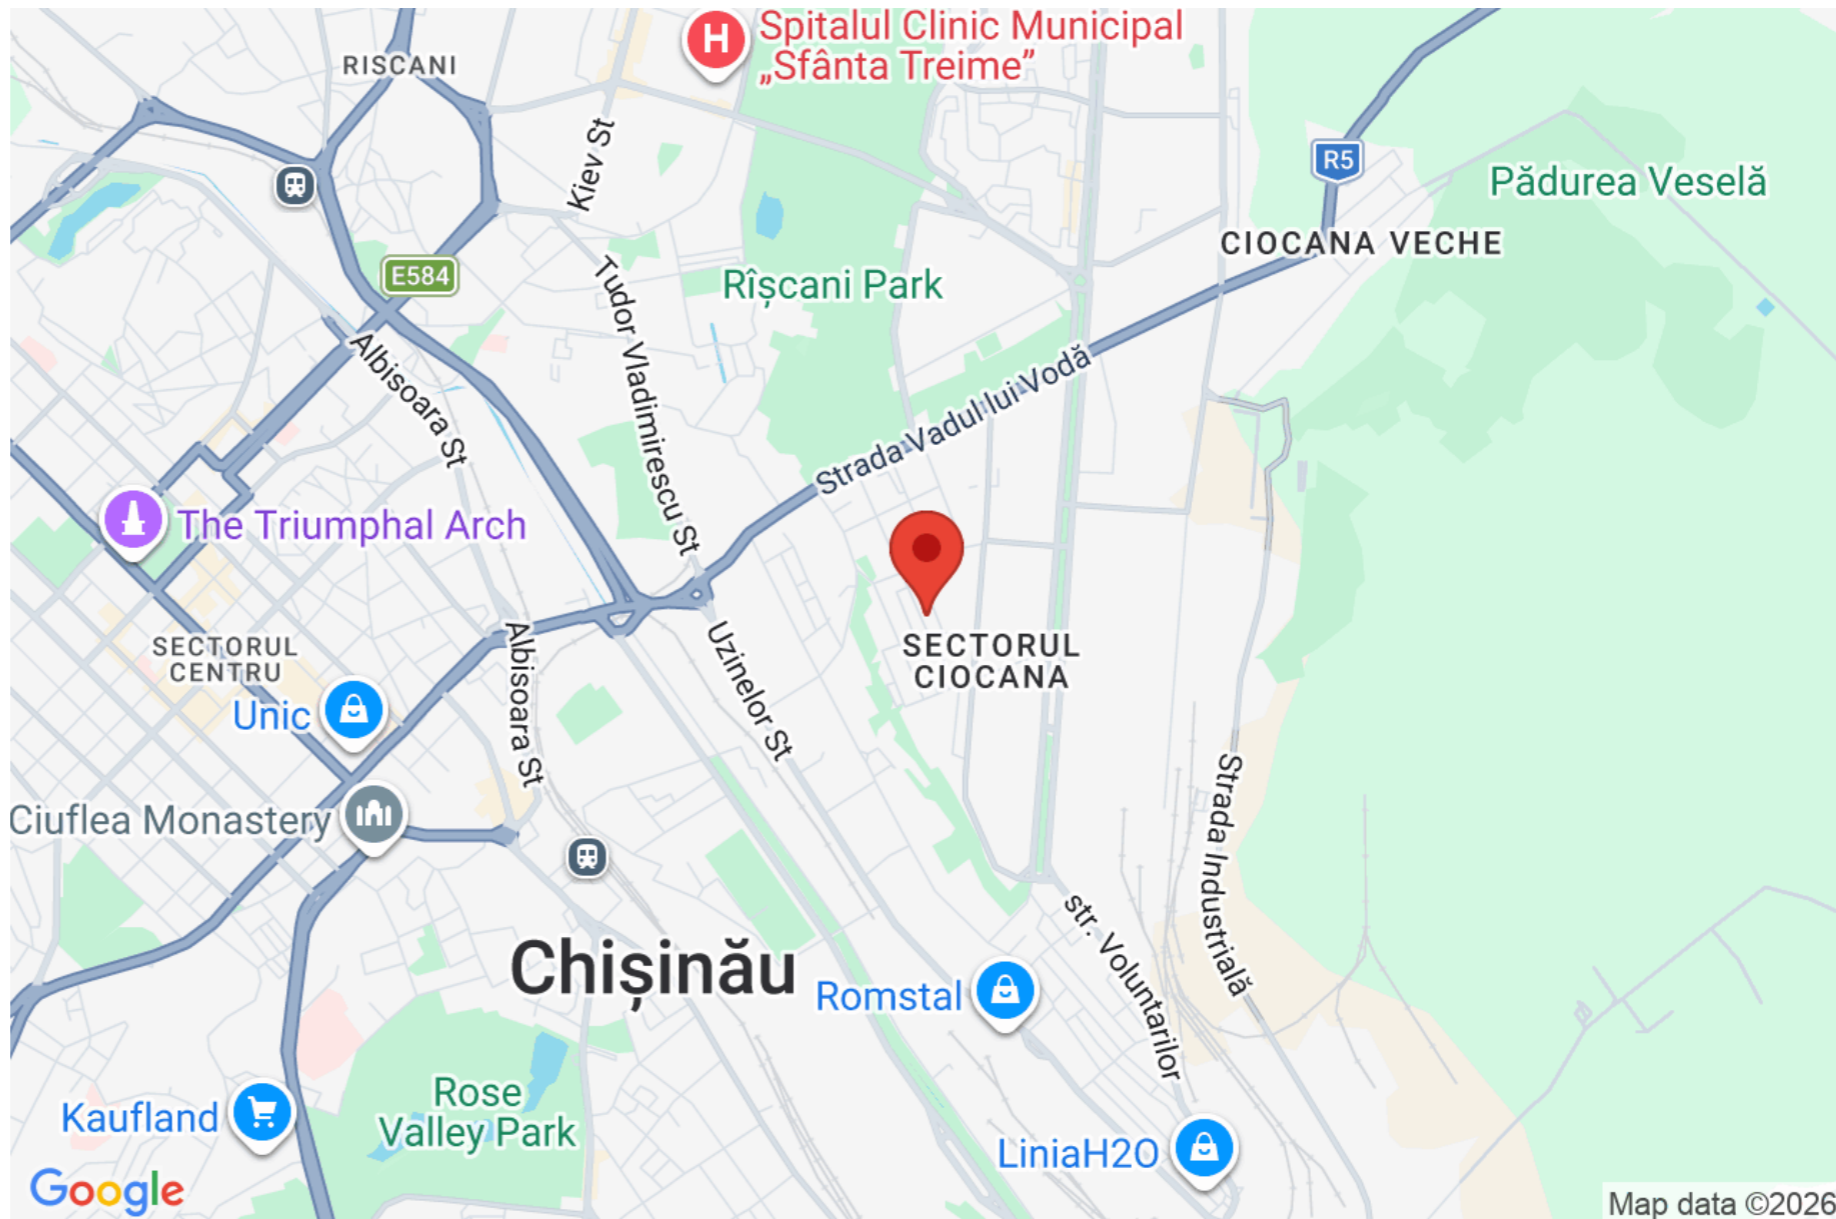 Spitalul Clinic Municipal
„Sfânta Treime”
RISCANI
Kiev St
R5
Pădurea Veselă
CIOCANA VECHE
E584
Rîșcani Park
Tudor Vladimirescu St
Albisoara St
Strada Vadul lui Vodă
The Triumphal Arch
SECTORUL
CENTRU
Albisoara St
Uzinelor St
SECTORUL
CIOCANA
Unic
Ciuflea Monastery
Strada Industrială
str. Voluntarilor
Chișinău
Romstal
Rose
Valley Park
Kaufland
LiniaH2O
Google
Map data ©2026